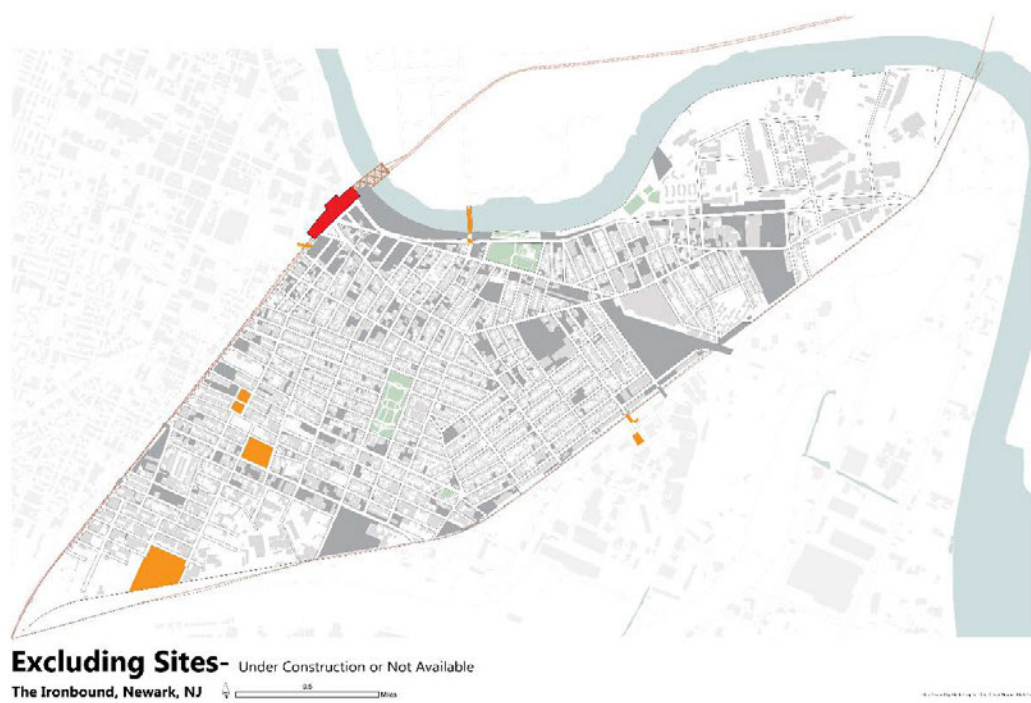 Excluding Sites- Under Construction or Not Available
The Ironbound, Newark, NJ
0.5
Miles